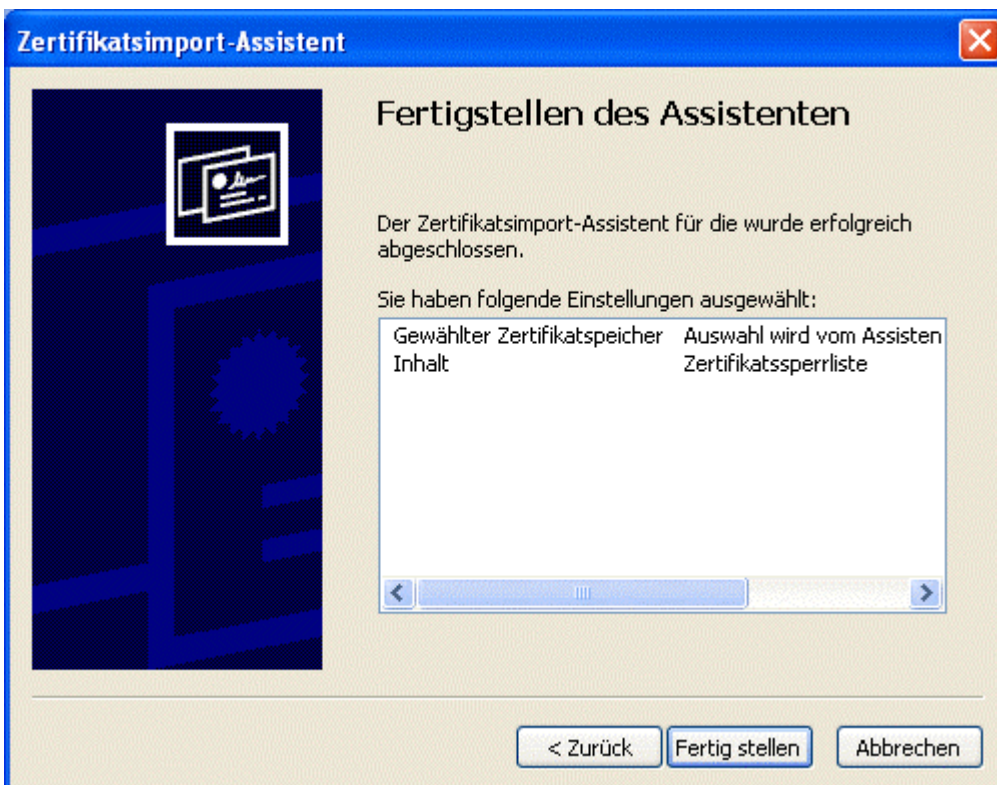 Zertifikatsimport-Assistent
Fertigstellen des Assistenten
Der Zertifikatsimport-Assistent für die wurde erfolgreich
abgeschlossen.
Sie haben folgende Einstellungen ausgewählt:
Gewählter Zertifikatspeicher Auswahl wird vom Assisten
Inhalt Zertifikatssperrliste
< Zurück Fertig stellen Abbrechen